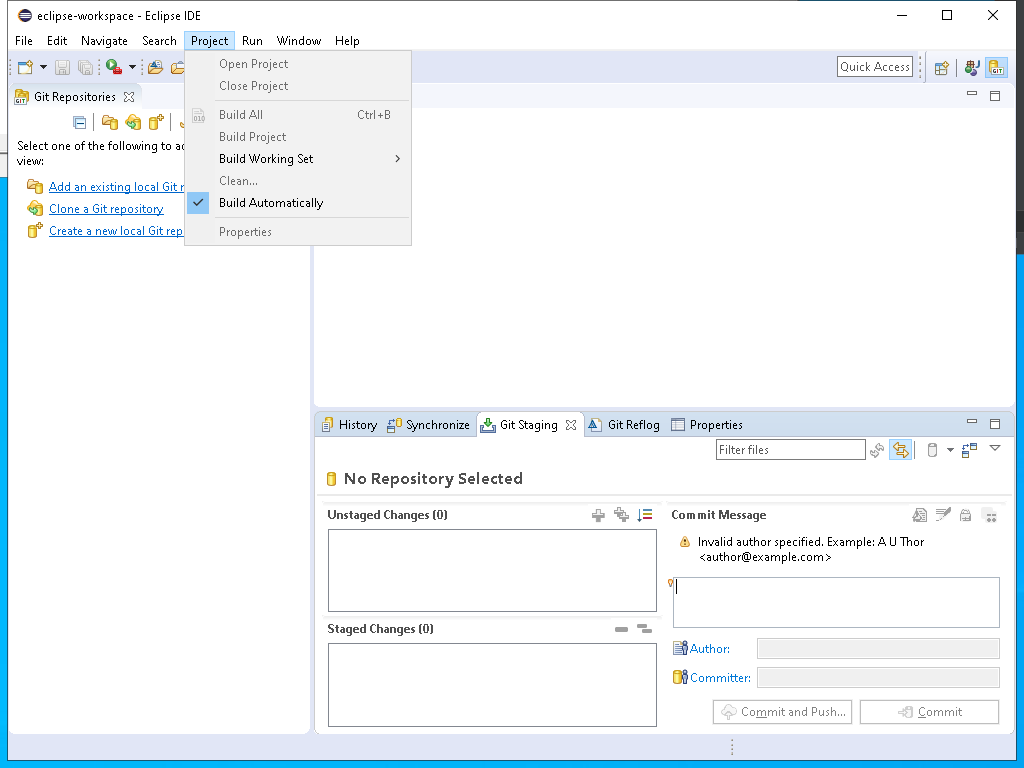 eclipse-workspace - Eclipse IDE
File Edit Navigate Search Project Run Window Help
Quick Access
GIT
Open Project
Close Project
Build All Ctrl+B
010
Build Project
Build Working Set
Clean...
Build Automatically
Properties
GIT Git Repositories
Select one of the following to
view:
Add an existing local Git
Clone a Git repository
Create a new local Git
History Synchronize Git Staging Git Reflog Properties
Filter files
No Repository Selected
Unstaged Changes (0)
Staged Changes (0)
Commit Message
Invalid author specified. Example: A U Thor
<author@example.com>
Author:
Committer:
Commit and Push...
Commit